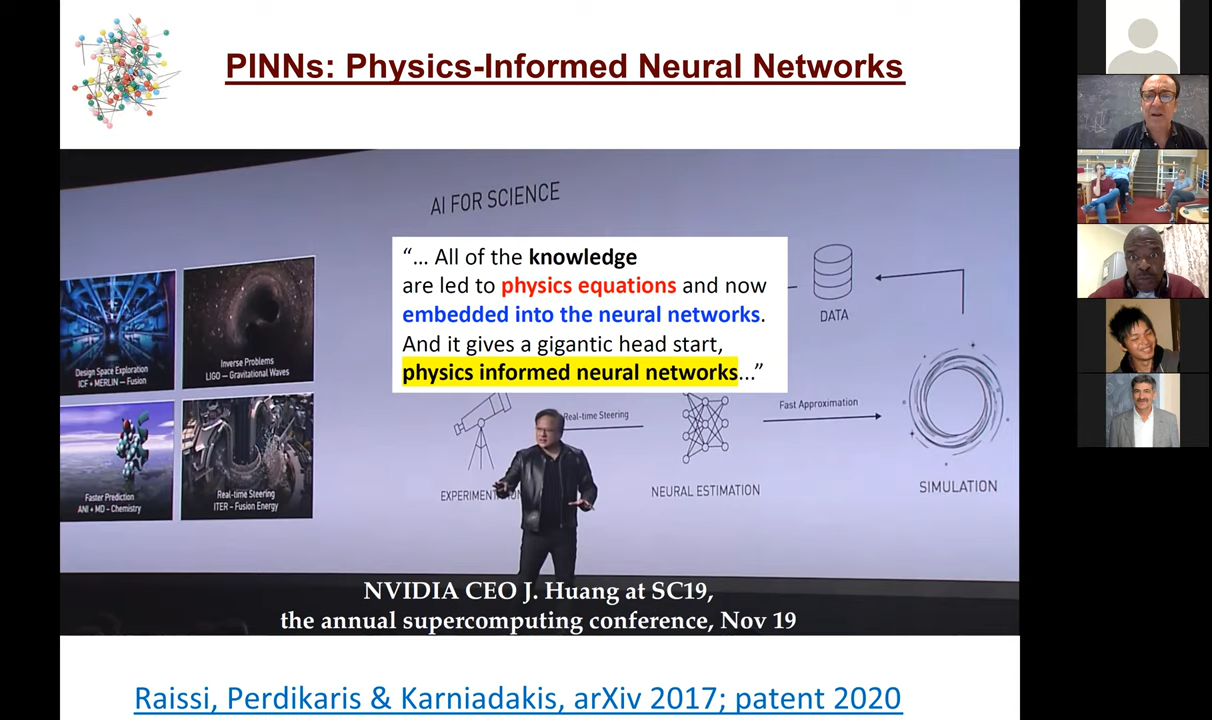 PINNs: Physics-Informed Neural Networks
AI FOR SCIENCE
“... All of the knowledge
are led to physics equations and now
embedded into the neural networks.
And it gives a gigantic head start,
physics informed neural networks...”
DATA
Design Space Exploration
ICF + MERLIN – Fusion
Inverse Problems
LIGO – Gravitational Waves
Faster Prediction
ANI + MD – Chemistry
Real-time Steering
ITER – Fusion Energy
Real-time Steering
Fast Approximation
NEURAL ESTIMATION
SIMULATION
NVIDIA CEO J. Huang at SC19,
the annual supercomputing conference, Nov 19
Raissi, Perdikaris & Karniadakis, arXiv 2017; patent 2020